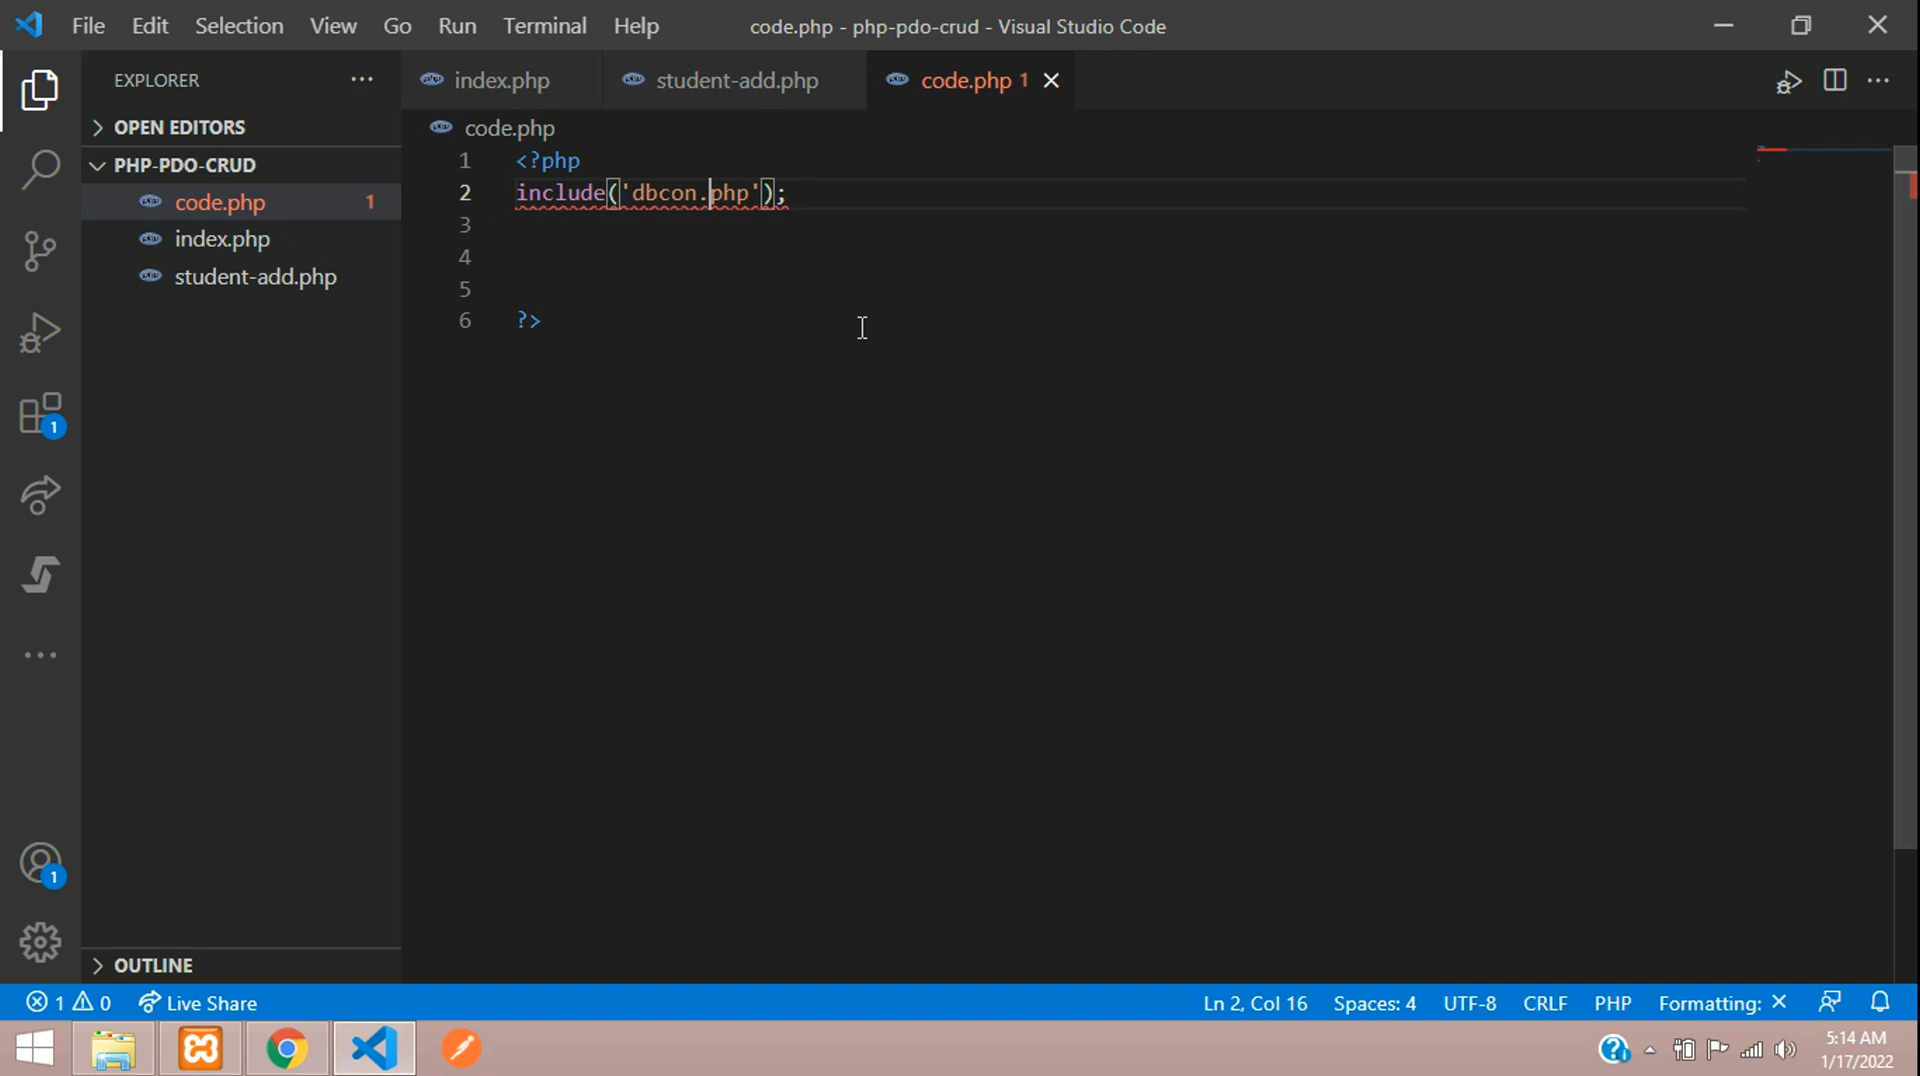 File Edit Selection View Go Run Terminal Help code.php - php-pdo-crud - Visual Studio Code
EXPLORER
index.php student-add.php code.php 1
OPEN EDITORS
PHP-PDO-CRUD
code.php 1
index.php
student-add.php
code.php
1 <?php
2 include('dbcon.php');
3
4
5
6 ?>
1
1
OUTLINE
1 0 Live Share Ln 2, Col 16 Spaces: 4 UTF-8 CRLF PHP Formatting: ×
5:14 AM
1/17/2022